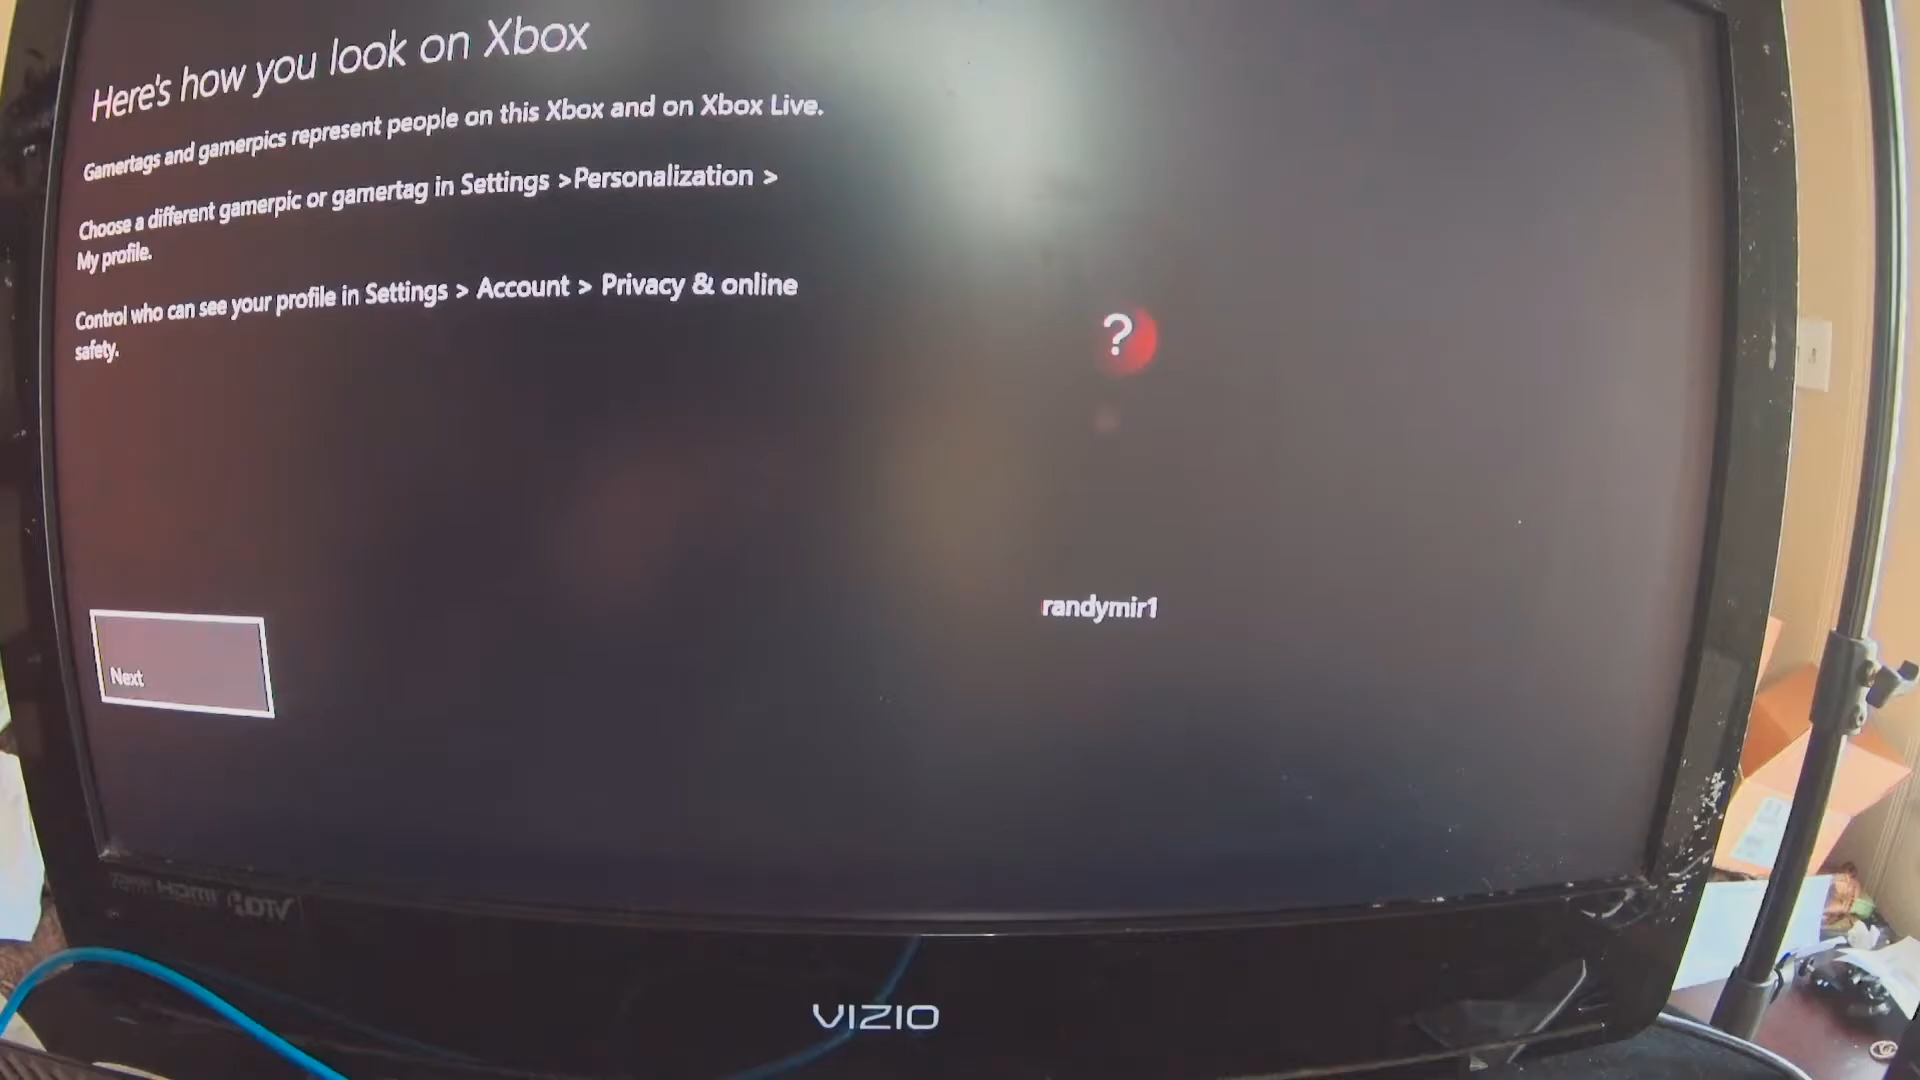 Here's how you look on Xbox
Gamertags and gamerpics represent people on this Xbox and on Xbox Live.
Choose a different gamerpic or gamertag in Settings >Personalization >
My profile.
Control who can see your profile in Settings > Account > Privacy & online
safety.
?
randymir1
Next
HDMI HDTV
VIZIO